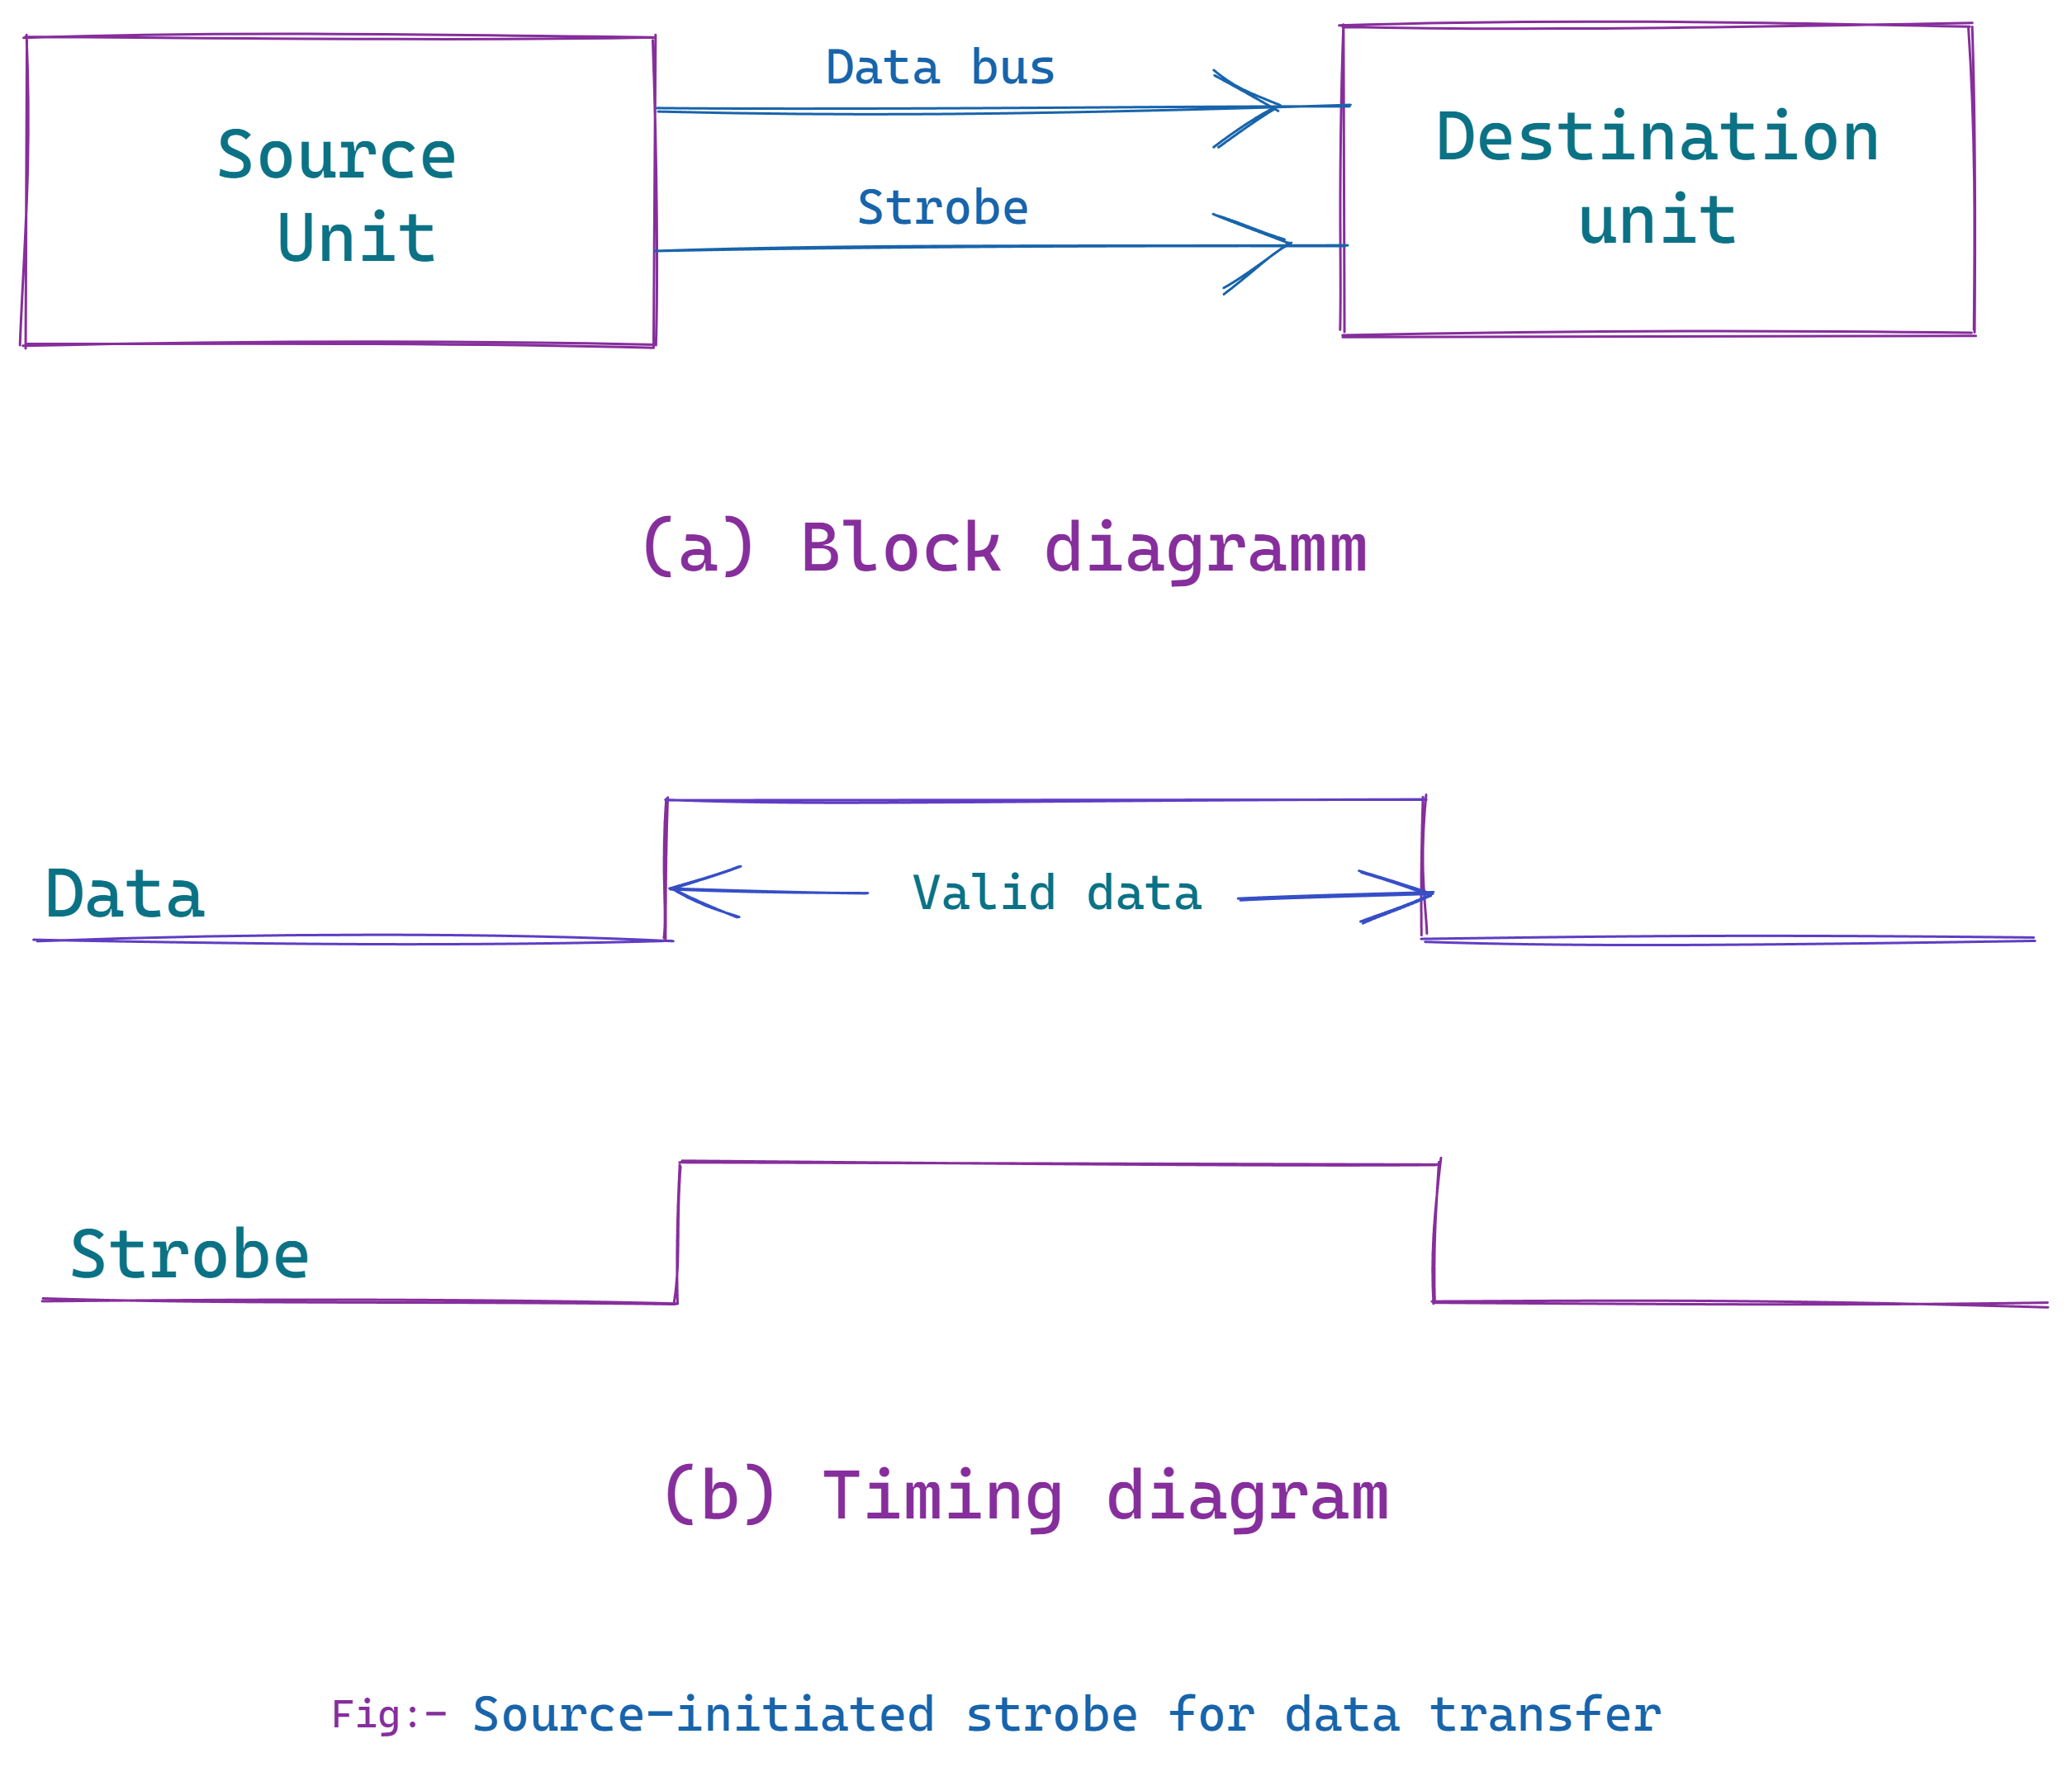 Data bus
Source
Unit
Strobe
Destination
unit
(a) Block diagramm
Data
Valid data
Strobe
(b) Timing diagram
Fig:- Source-initiated strobe for data transfer